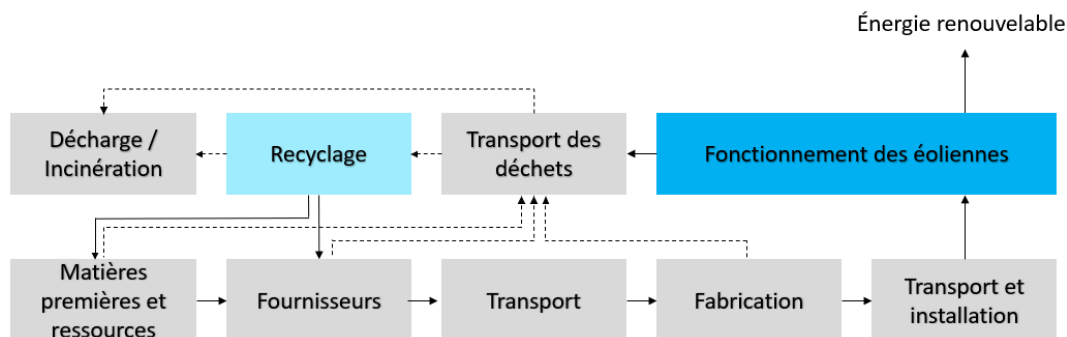 Énergie renouvelable
Décharge /
Incinération
Recyclage
Transport des
déchets
Fonctionnement des éoliennes
Matières
premières et
ressources
Fournisseurs
Transport
Fabrication
Transport et
installation